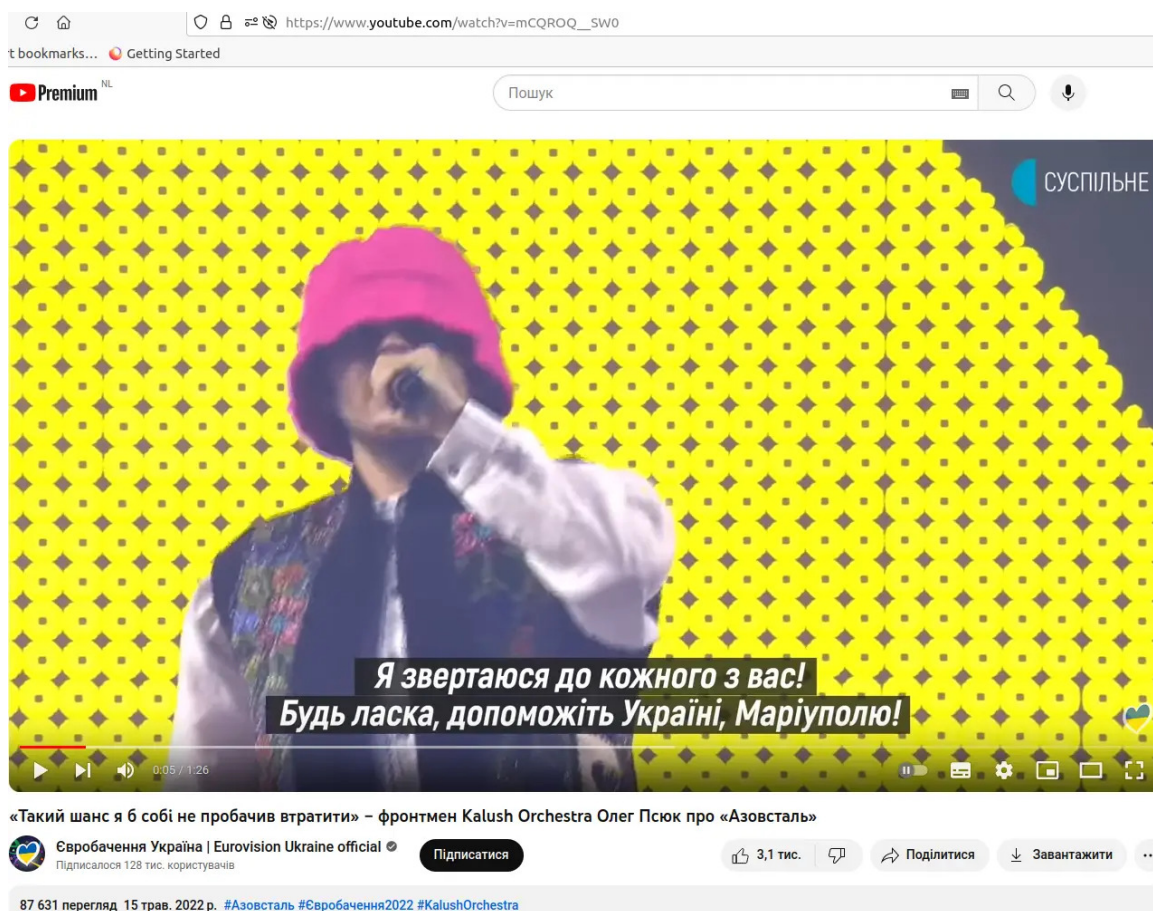 https://www.youtube.com/watch?v=mCQROQ__SW0
t bookmarks... Getting Started
Premium NL
Пошук
СУСПІЛЬНЕ
Я звертаюся до кожного з вас!
Будь ласка, допоможіть Україні, Маріуполю!
0:05 / 1:26
«Такий шанс я б собі не пробачив втратити» – фронтмен Kalush Orchestra Олег Псюк про «Азовсталь»
Євробачення Україна | Eurovision Ukraine official
Підписалося 128 тис. користувачів
Підписатися
3,1 тис.
Поділитися
Завантажити
87 631 перегляд 15 трав. 2022 р. #Азовсталь #Євробачення2022 #KalushOrchestra